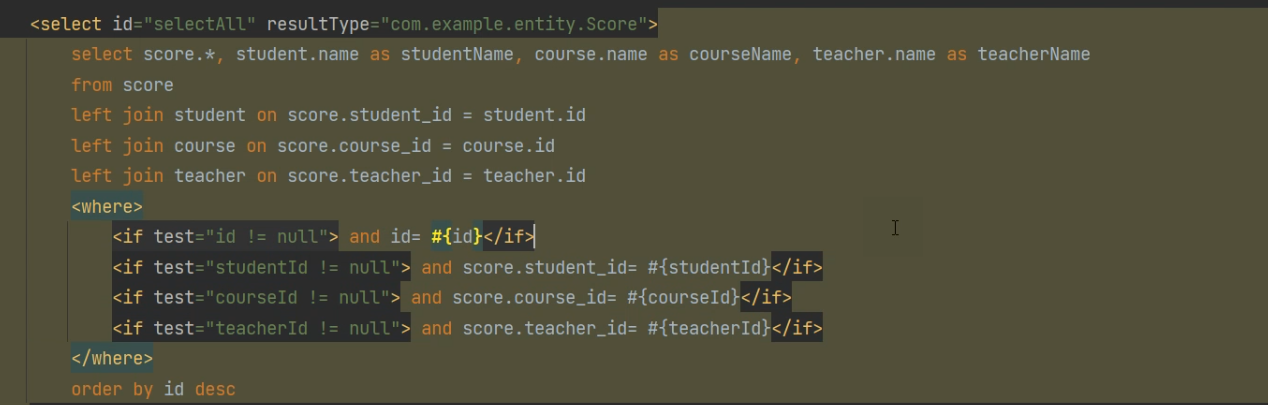 <select id="selectAll" resultType="com.example.entity.Score">
select score.*, student.name as studentName, course.name as courseName, teacher.name as teacherName
from score
left join student on score.student_id = student.id
left join course on score.course_id = course.id
left join teacher on score.teacher_id = teacher.id
<where>
<if test="id != null"> and id= #{id}</if>
<if test="studentId != null"> and score.student_id= #{studentId}</if>
<if test="courseId != null"> and score.course_id= #{courseId}</if>
<if test="teacherId != null"> and score.teacher_id= #{teacherId}</if>
</where>
order by id desc